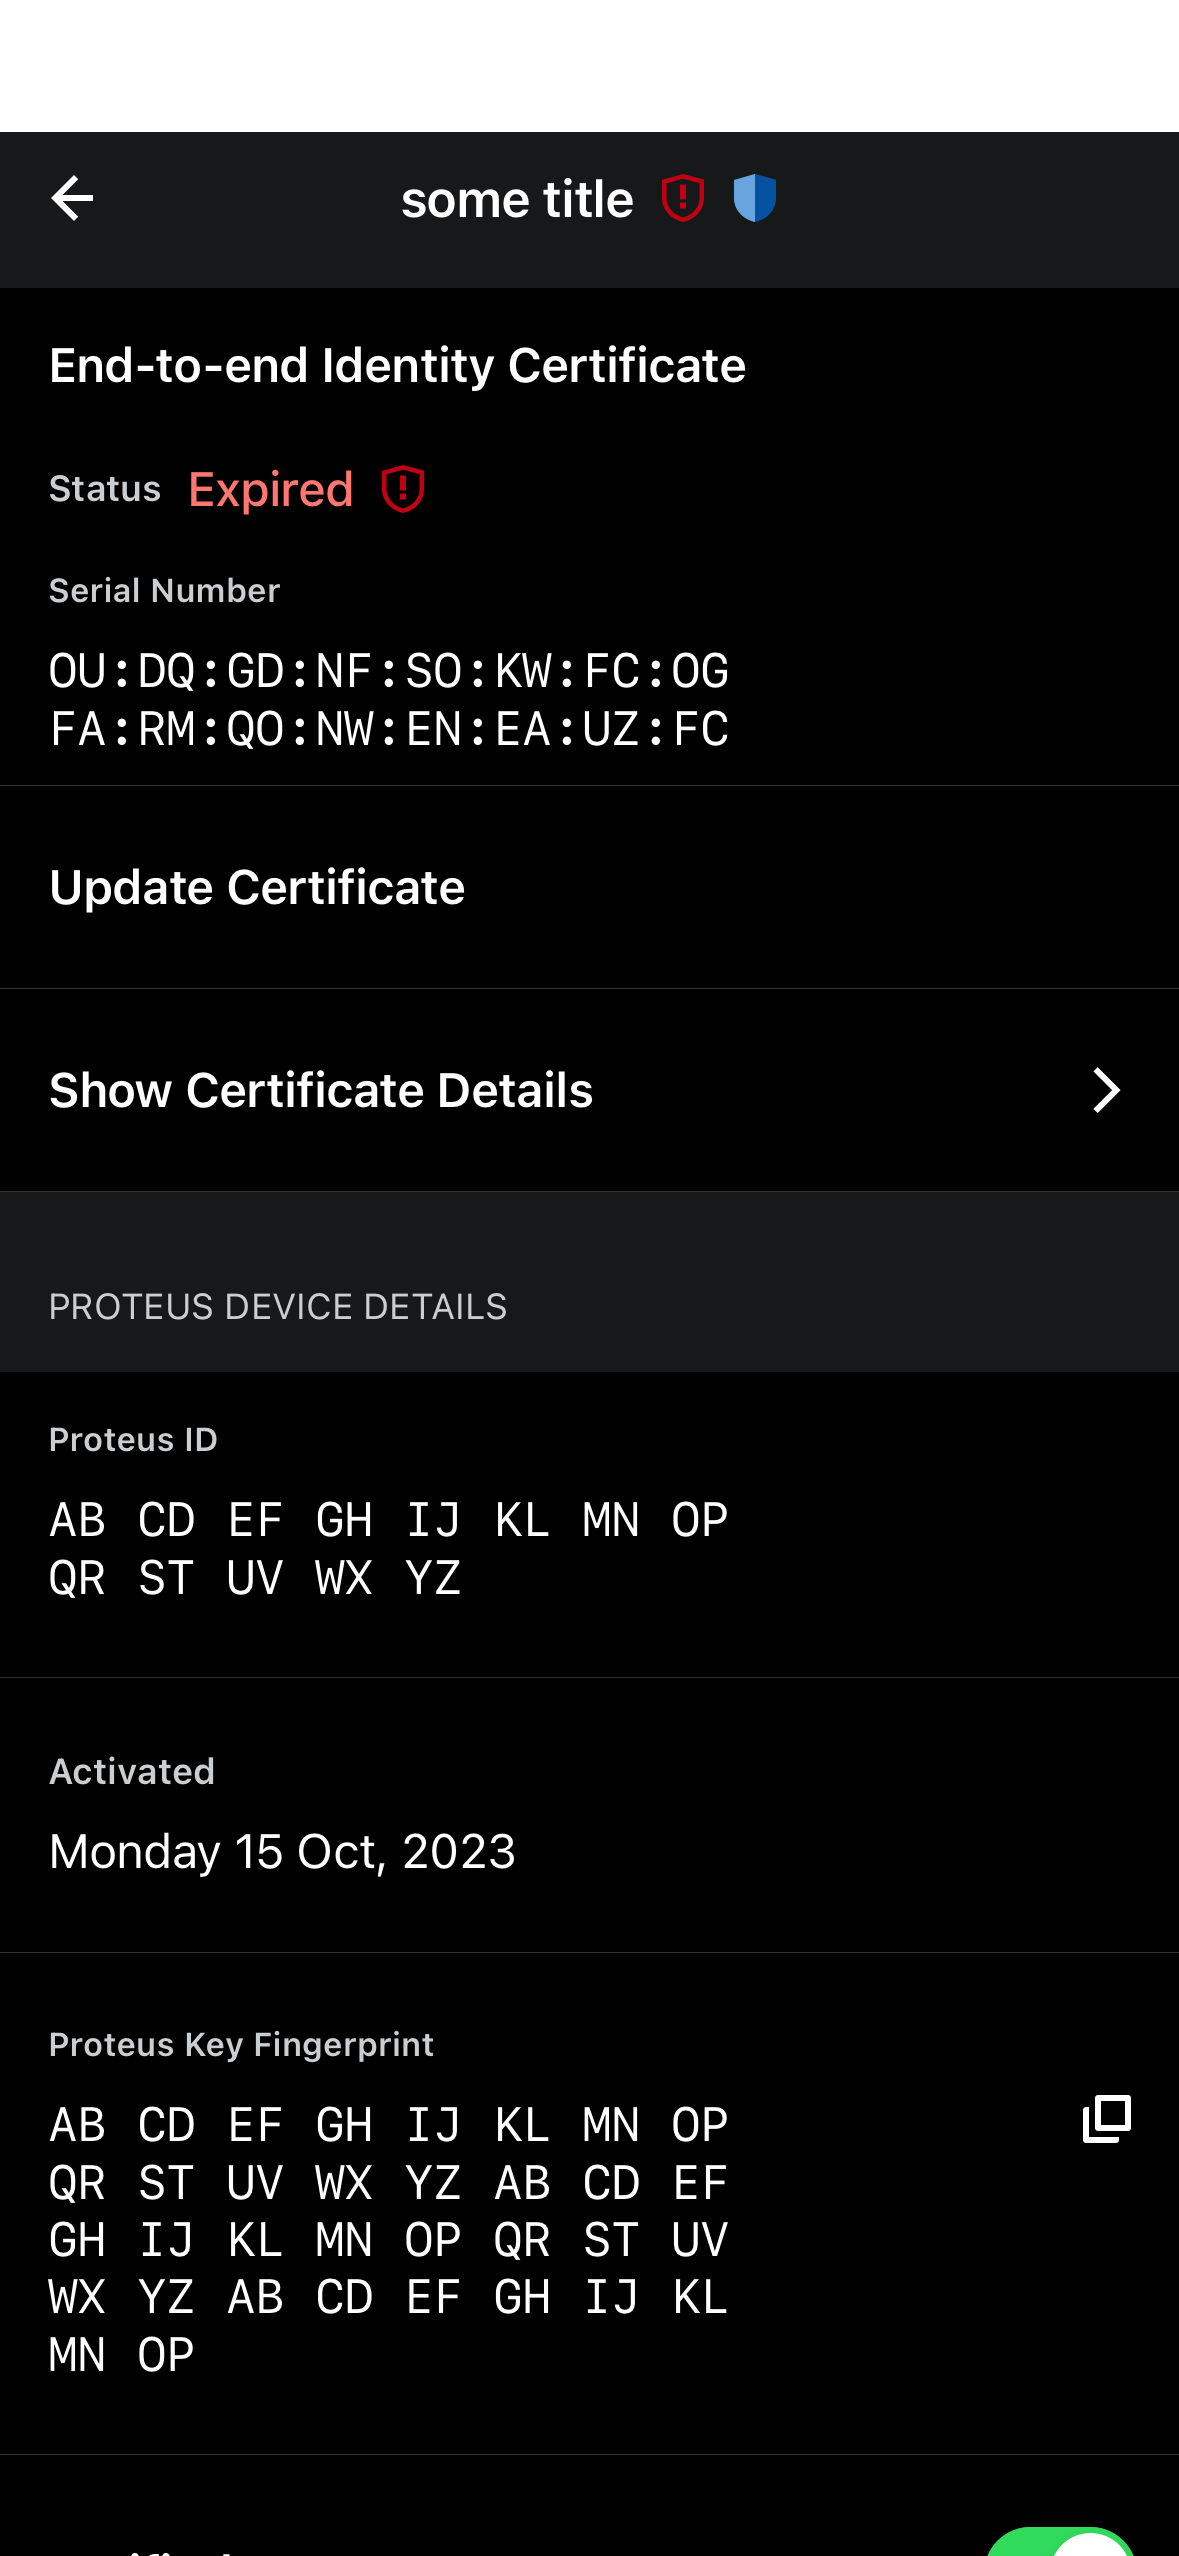 some title
End-to-end Identity Certificate
Status Expired
Serial Number
OU:DQ:GD:NF:SO:KW:FC:OG
FA:RM:QO:NW:EN:EA:UZ:FC
Update Certificate
Show Certificate Details
PROTEUS DEVICE DETAILS
Proteus ID
AB CD EF GH IJ KL MN OP
QR ST UV WX YZ
Activated
Monday 15 Oct, 2023
Proteus Key Fingerprint
AB CD EF GH IJ KL MN OP
QR ST UV WX YZ AB CD EF
GH IJ KL MN OP QR ST UV
WX YZ AB CD EF GH IJ KL
MN OP